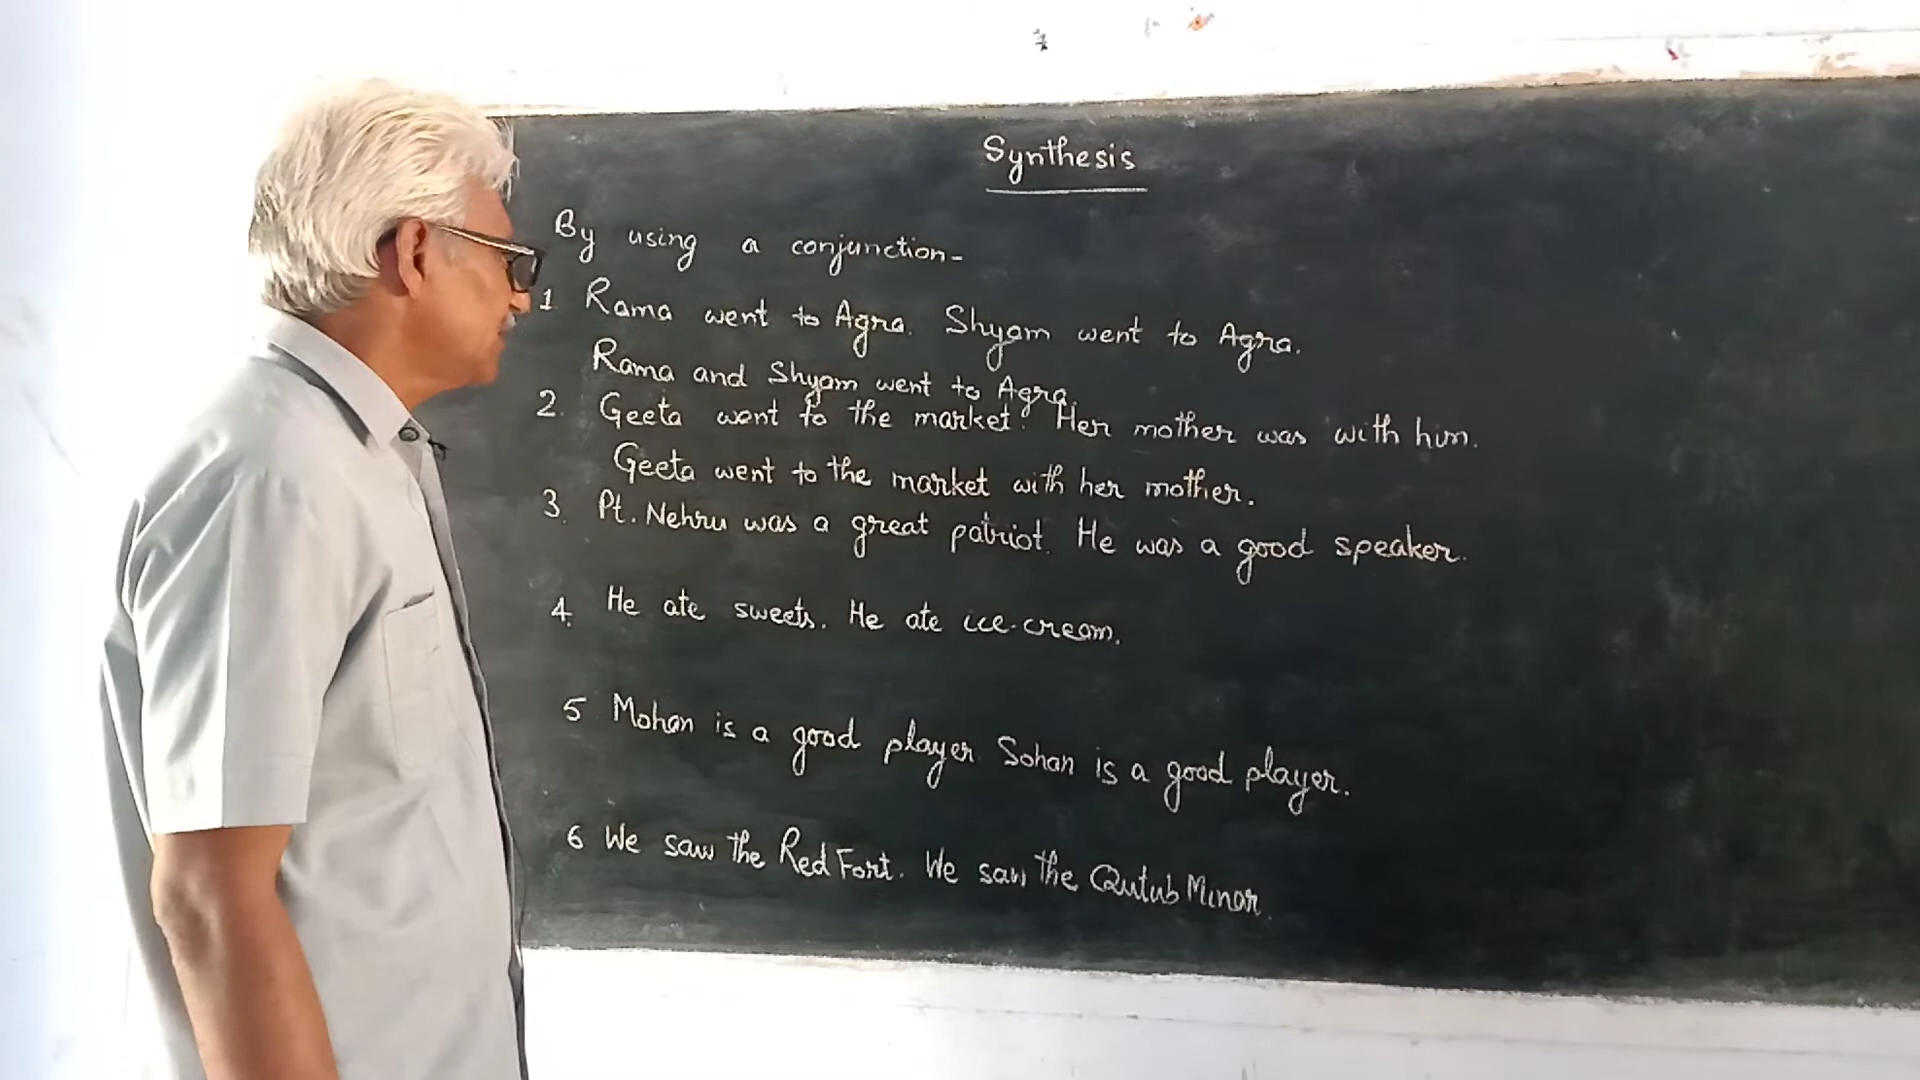 Synthesis
By using a conjunction-
1 Rama went to Agra. Shyam went to Agra.
Rama and Shyam went to Agra.
2. Geeta went to the market. Her mother was with him.
Geeta went to the market with her mother.
3. Pt. Nehru was a great patriot. He was a good speaker.
4. He ate sweets. He ate ice-cream.
5 Mohan is a good player Sohan is a good player.
6 We saw the Red Fort. We saw the Qutub Minar.